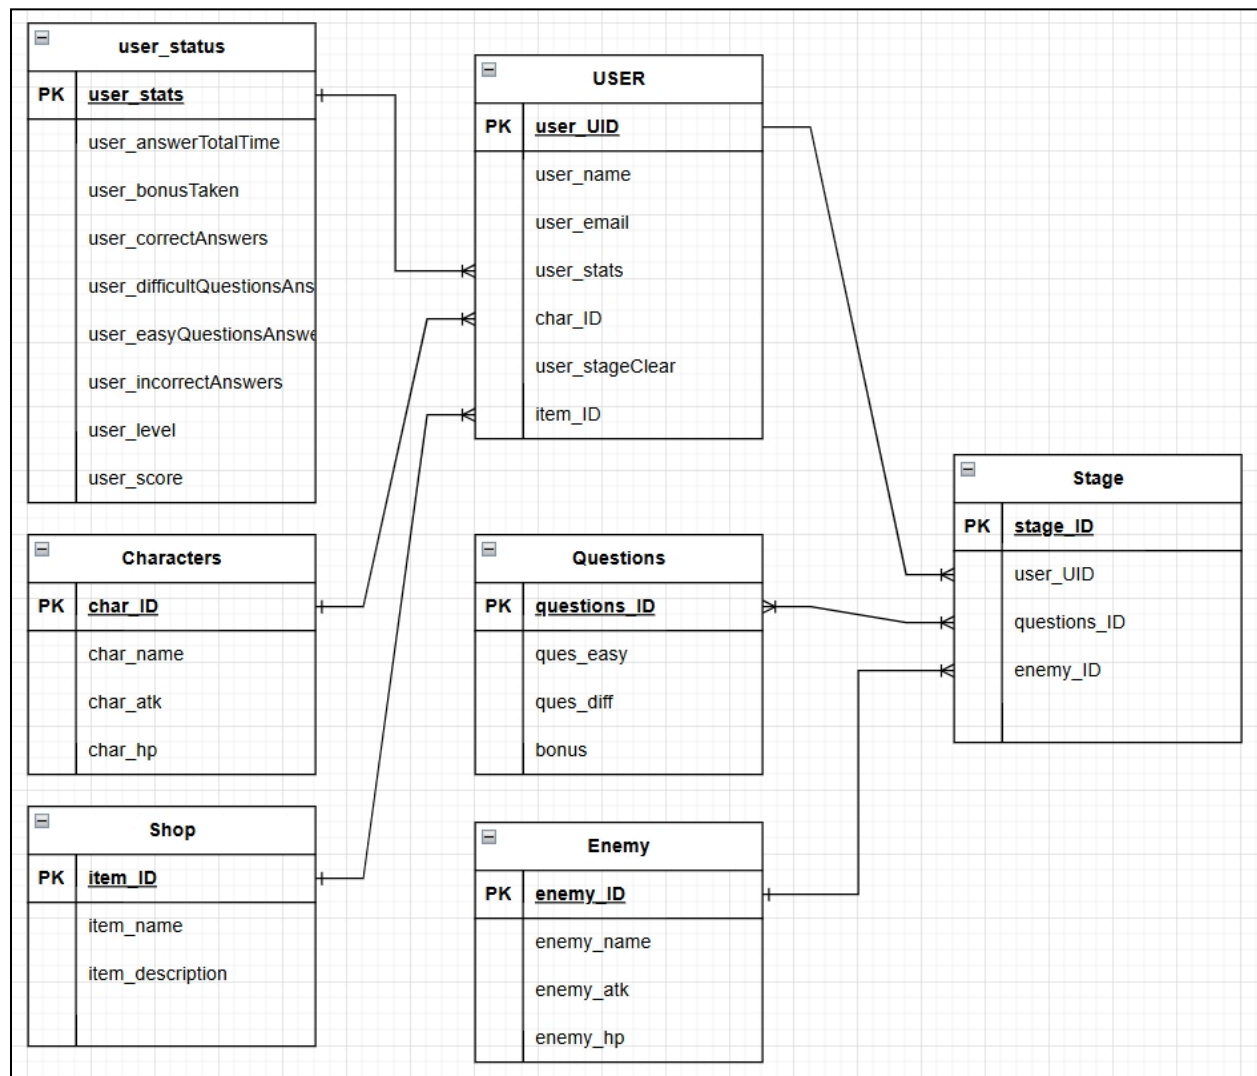 user_status
PK user_stats
user_answerTotalTime
user_bonusTaken
user_correctAnswers
user_difficultQuestionsAns
user_easyQuestionsAnswe
user_incorrectAnswers
user_level
user_score
USER
PK user_UID
user_name
user_email
user_stats
char_ID
user_stageClear
item_ID
Characters
PK char_ID
char_name
char_atk
char_hp
Questions
PK questions_ID
ques_easy
ques_diff
bonus
Stage
PK stage_ID
user_UID
questions_ID
enemy_ID
Shop
PK item_ID
item_name
item_description
Enemy
PK enemy_ID
enemy_name
enemy_atk
enemy_hp